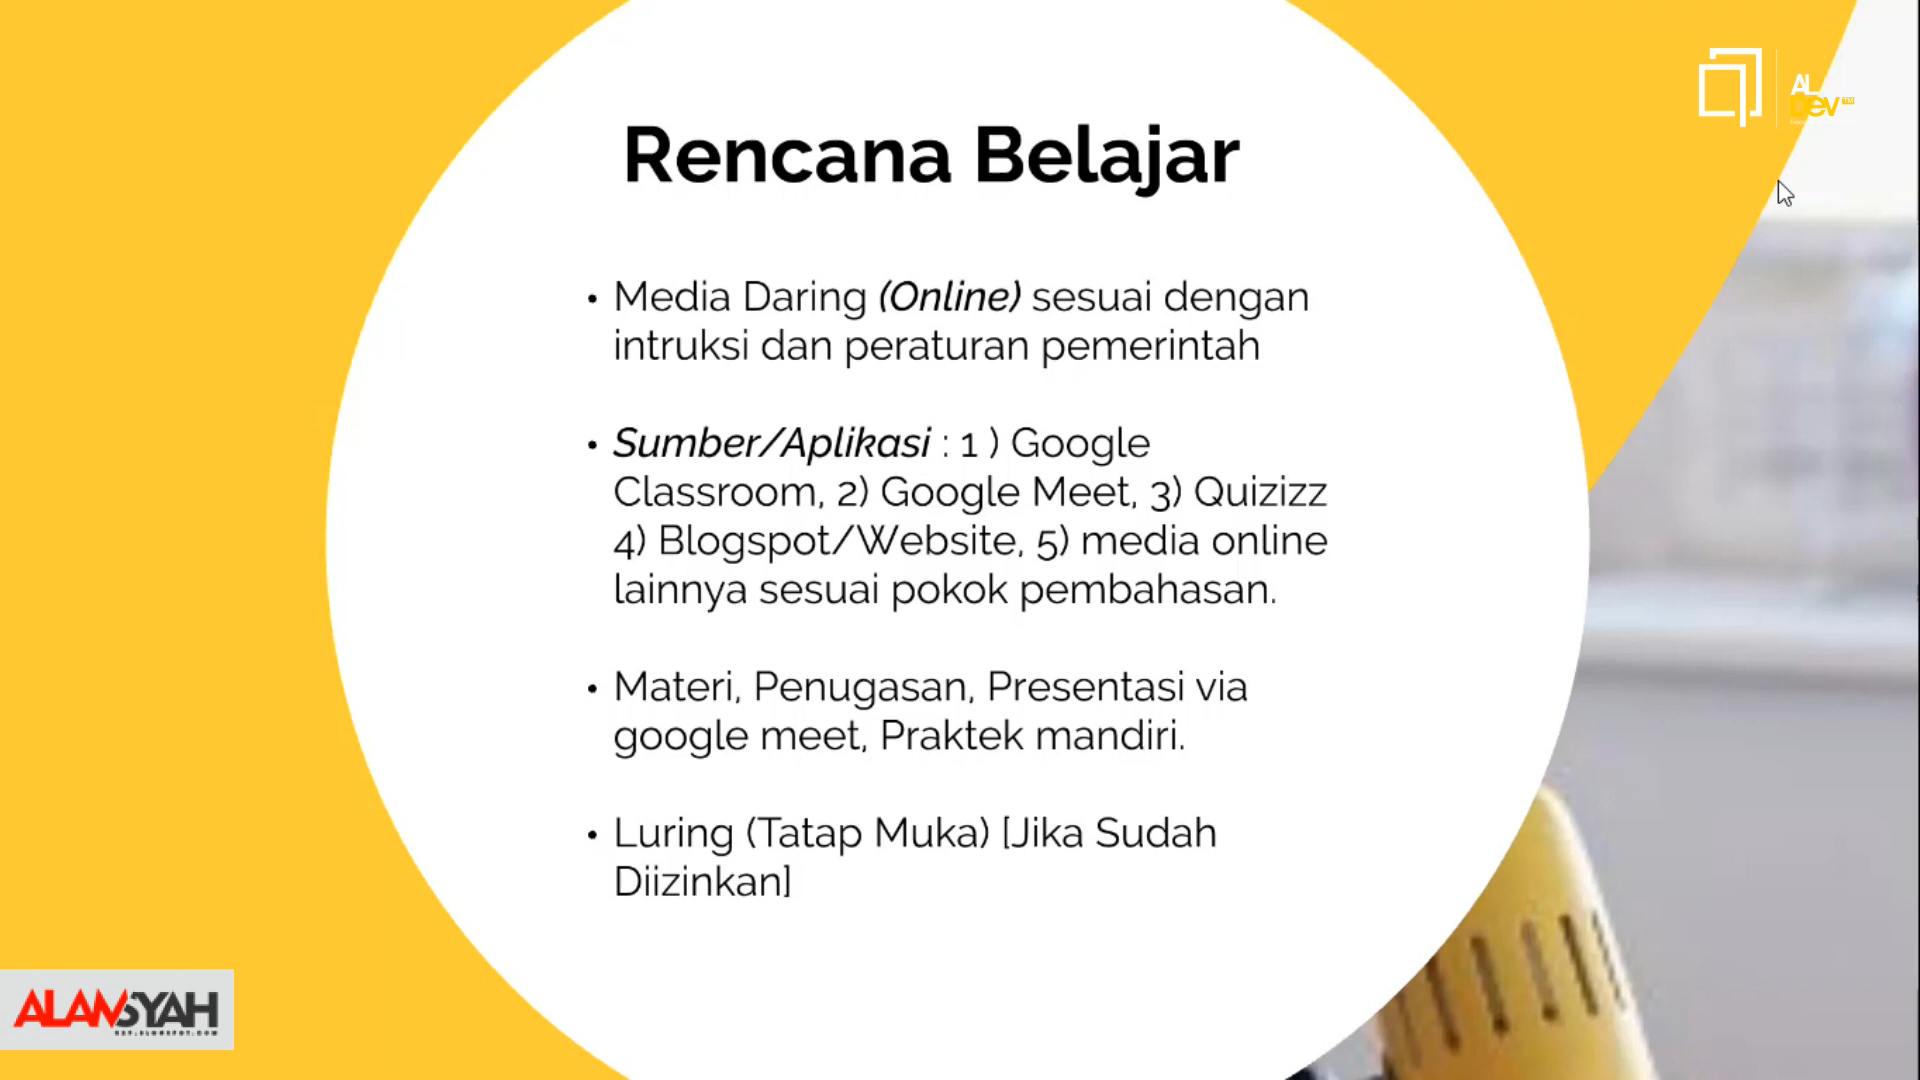 AL
Dev™
Rencana Belajar
• Media Daring (Online) sesuai dengan
intruksi dan peraturan pemerintah
• Sumber/Aplikasi : 1 ) Google
Classroom, 2) Google Meet, 3) Quizizz
4) Blogspot/Website, 5) media online
lainnya sesuai pokok pembahasan.
• Materi, Penugasan, Presentasi via
google meet, Praktek mandiri.
• Luring (Tatap Muka) [Jika Sudah
Diizinkan]
ALANSYAH